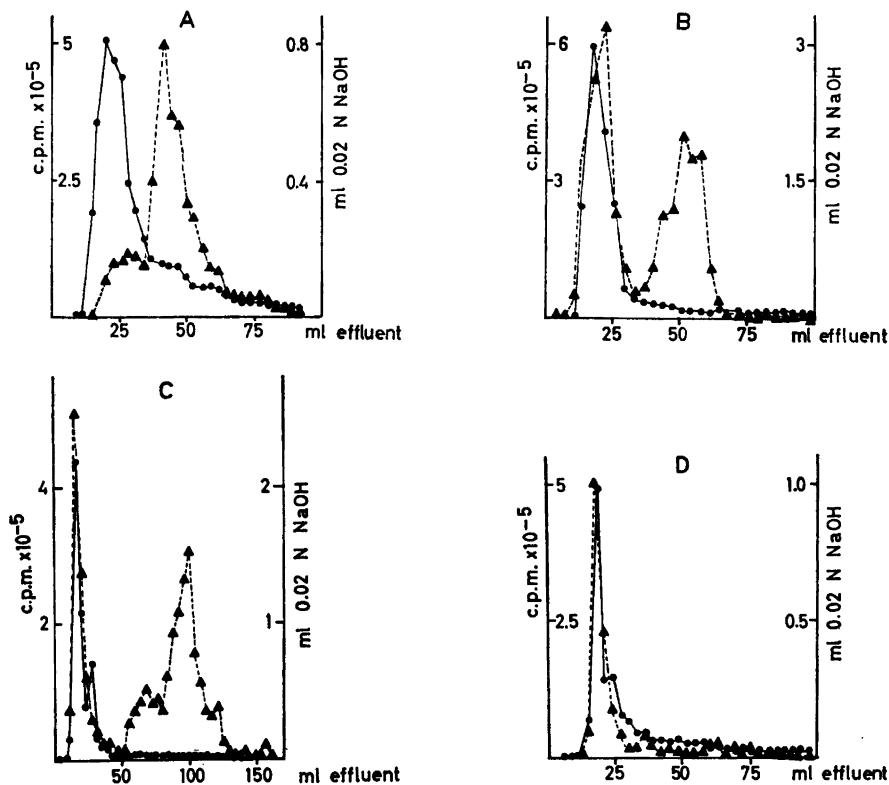 A
5
2.5
c.p.m. x10⁻⁵
0.8
0.4
ml 0.02 N NaOH
25 50 75 ml effluent
B
6
3
c.p.m. x10⁻⁵
3
1.5
ml 0.02 N NaOH
25 50 75 ml effluent
C
4
2
c.p.m. x10⁻⁵
2
1
ml 0.02 N NaOH
50 100 150 ml effluent
D
5
2.5
c.p.m. x10⁻⁵
1.0
0.5
ml 0.02 N NaOH
25 50 75 ml effluent